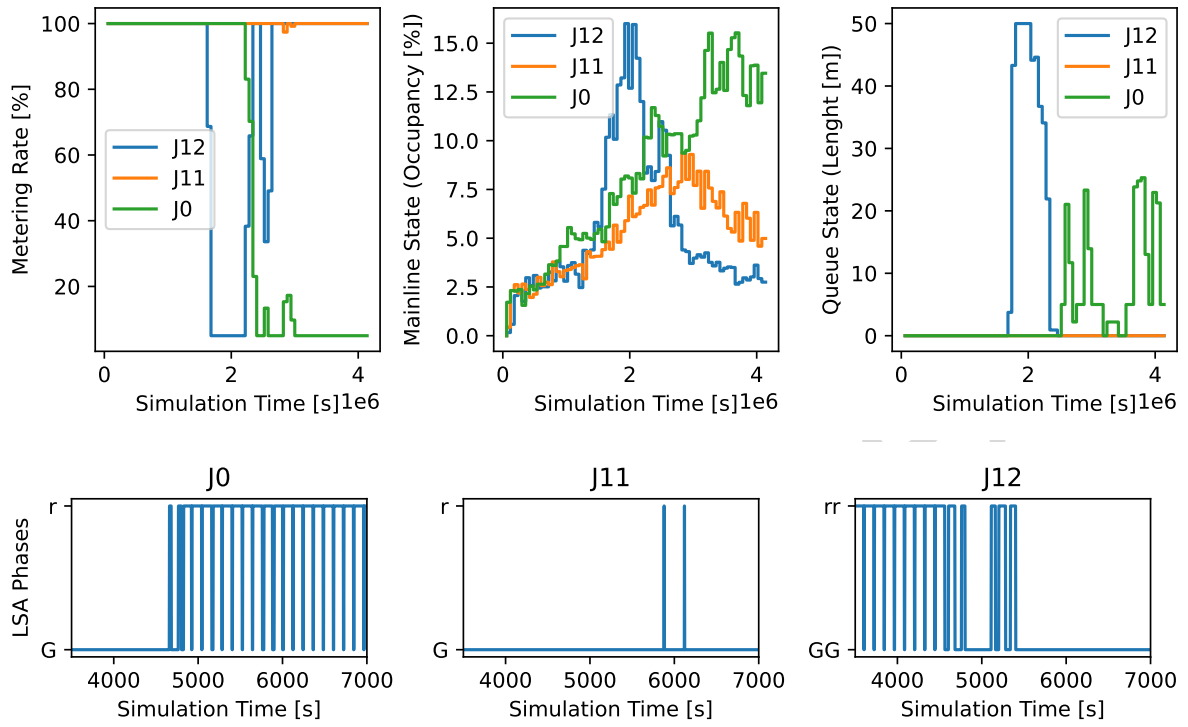 Metering Rate [%]
100
80
60
40
20
J12
J11
J0
0
2
4
Simulation Time [s]
1e6
Mainline State (Occupancy [%])
15.0
12.5
10.0
7.5
5.0
2.5
0.0
J12
J11
J0
0
2
4
Simulation Time [s]
1e6
Queue State (Lenght [m])
50
40
30
20
10
0
J12
J11
J0
0
2
4
Simulation Time [s]
1e6
J0
LSA Phases
r
G
4000
5000
6000
7000
Simulation Time [s]
J11
r
G
4000
5000
6000
7000
Simulation Time [s]
J12
rr
GG
4000
5000
6000
7000
Simulation Time [s]